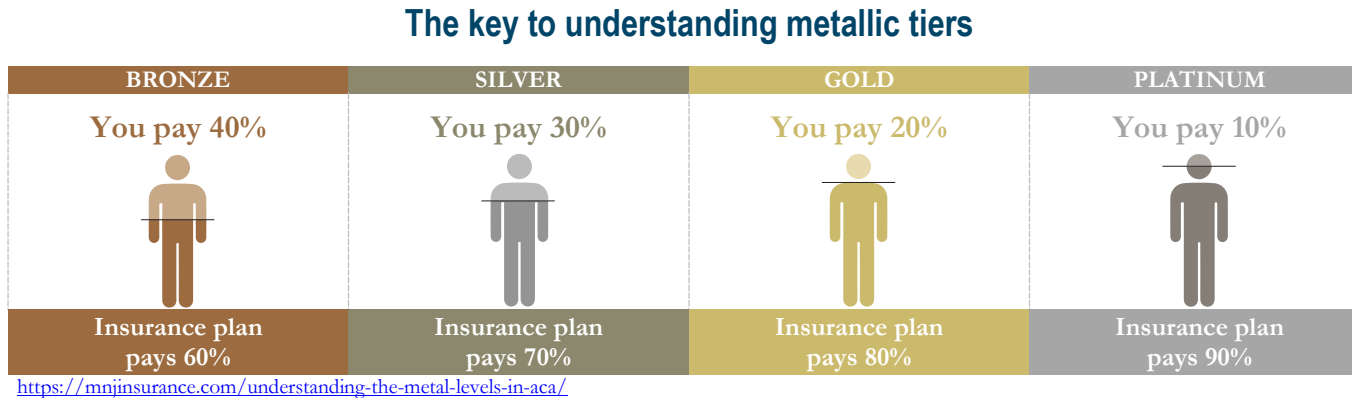 The key to understanding metallic tiers
BRONZE
SILVER
GOLD
PLATINUM
You pay 40%
You pay 30%
You pay 20%
You pay 10%
Insurance plan
pays 60%
Insurance plan
pays 70%
Insurance plan
pays 80%
Insurance plan
pays 90%
https://mnjinsurance.com/understanding-the-metal-levels-in-aca/